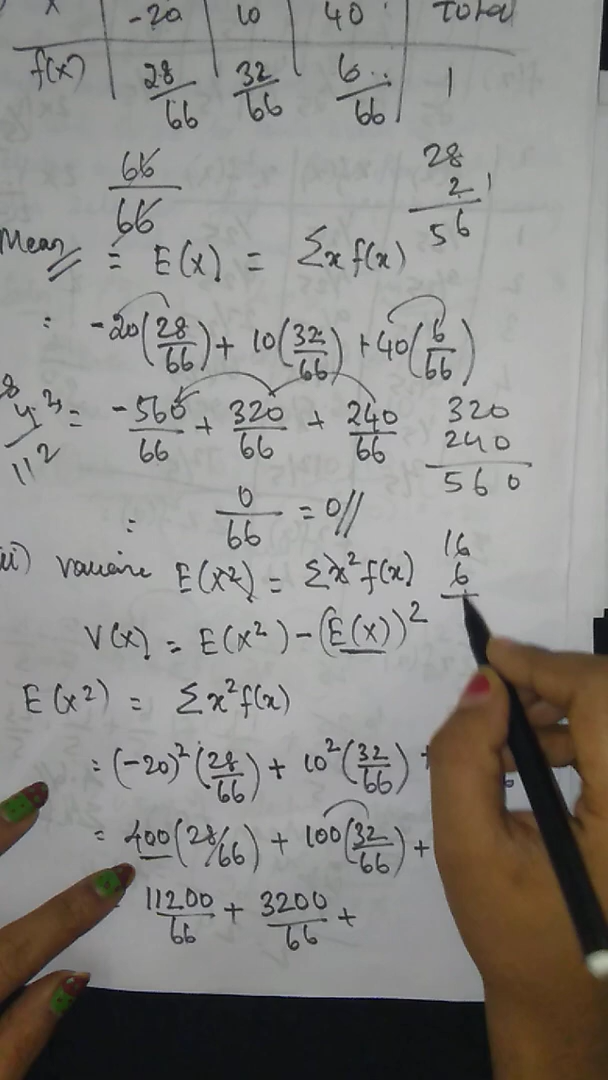 x | -20 | 10 | 40 | Total
f(x) | 28/66 | 32/66 | 6/66 | 1
66/66
28
2
56
Mean = E(x) = Σx f(x)
= -20(28/66) + 10(32/66) + 40(6/66)
= -560/66 + 320/66 + 240/66
320
240
560
= 0/66 = 0//
E(x²) = Σx² f(x)
16
6
V(x) = E(x²) - (E(x))²
E(x²) = Σx² f(x)
= (-20)² (28/66) + 10² (32/66) +
= 400 (28/66) + 100 (32/66) +
11200/66 + 3200/66 +